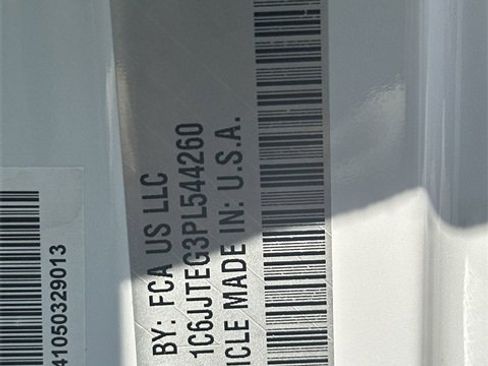 BY: FCA US LLC
1C6JJTEG3PL544260
ICLE MADE IN: U.S.A.
41050329013